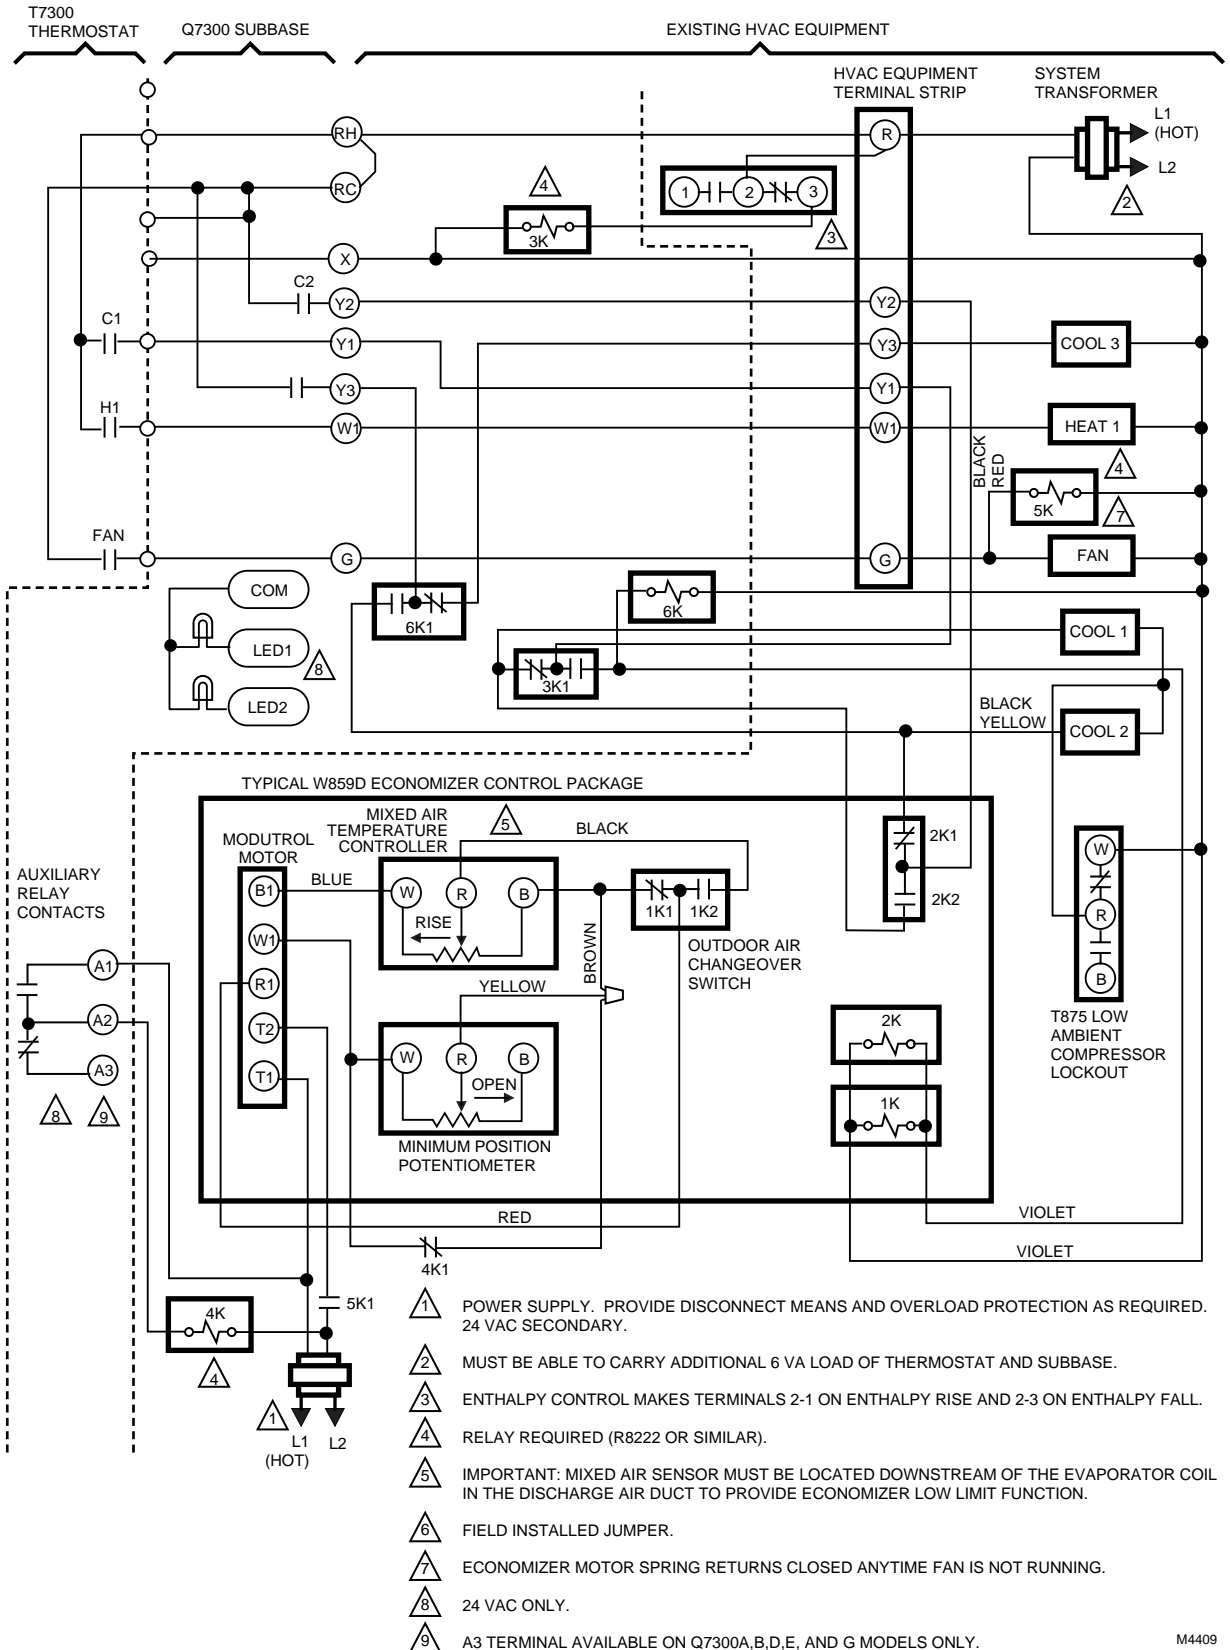 T7300
THERMOSTAT
Q7300 SUBBASE
EXISTING HVAC EQUIPMENT
HVAC EQUPIMENT
TERMINAL STRIP
SYSTEM
TRANSFORMER
L1
(HOT)
L2
2
RH
R
RC
4
3K
1
2
3
3
X
C2
Y2
Y2
C1
Y1
Y3
COOL 3
Y3
Y1
H1
W1
W1
HEAT 1
BLACK
RED
4
5K
7
FAN
G
G
FAN
COM
6K1
6K
LED1
8
COOL 1
3K1
LED2
BLACK
YELLOW
COOL 2
TYPICAL W859D ECONOMIZER CONTROL PACKAGE
MIXED AIR
TEMPERATURE
CONTROLLER
5
BLACK
MODUTROL
MOTOR
2K1
W
AUXILIARY
RELAY
CONTACTS
B1
BLUE
W
R
B
1K1
1K2
2K2
R
RISE
W1
BROWN
OUTDOOR AIR
CHANGEOVER
SWITCH
A1
R1
YELLOW
B
A2
T2
2K
T875 LOW
AMBIENT
COMPRESSOR
LOCKOUT
A3
T1
W
R
B
OPEN
1K
8
9
MINIMUM POSITION
POTENTIOMETER
RED
VIOLET
VIOLET
4K1
5K1
4K
4
1
L1
(HOT)
L2
1 POWER SUPPLY. PROVIDE DISCONNECT MEANS AND OVERLOAD PROTECTION AS REQUIRED.
24 VAC SECONDARY.
2 MUST BE ABLE TO CARRY ADDITIONAL 6 VA LOAD OF THERMOSTAT AND SUBBASE.
3 ENTHALPY CONTROL MAKES TERMINALS 2-1 ON ENTHALPY RISE AND 2-3 ON ENTHALPY FALL.
4 RELAY REQUIRED (R8222 OR SIMILAR).
5 IMPORTANT: MIXED AIR SENSOR MUST BE LOCATED DOWNSTREAM OF THE EVAPORATOR COIL
IN THE DISCHARGE AIR DUCT TO PROVIDE ECONOMIZER LOW LIMIT FUNCTION.
6 FIELD INSTALLED JUMPER.
7 ECONOMIZER MOTOR SPRING RETURNS CLOSED ANYTIME FAN IS NOT RUNNING.
8 24 VAC ONLY.
9 A3 TERMINAL AVAILABLE ON Q7300A,B,D,E, AND G MODELS ONLY.
M4409